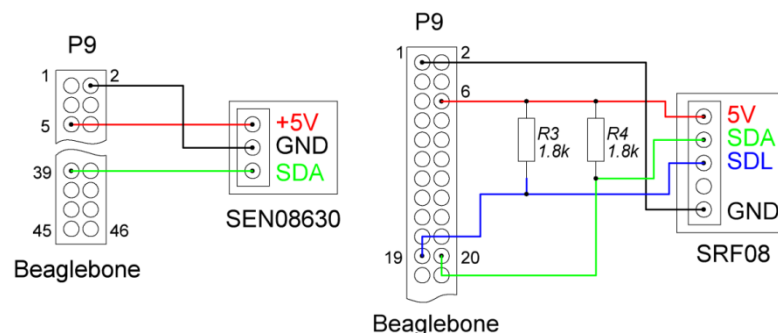 P9
1
2
5
39
45
46
+5V
GND
SDA
SEN08630
Beaglebone
P9
1
2
6
19
20
R3
1.8k
R4
1.8k
5V
SDA
SDL
GND
SRF08
Beaglebone